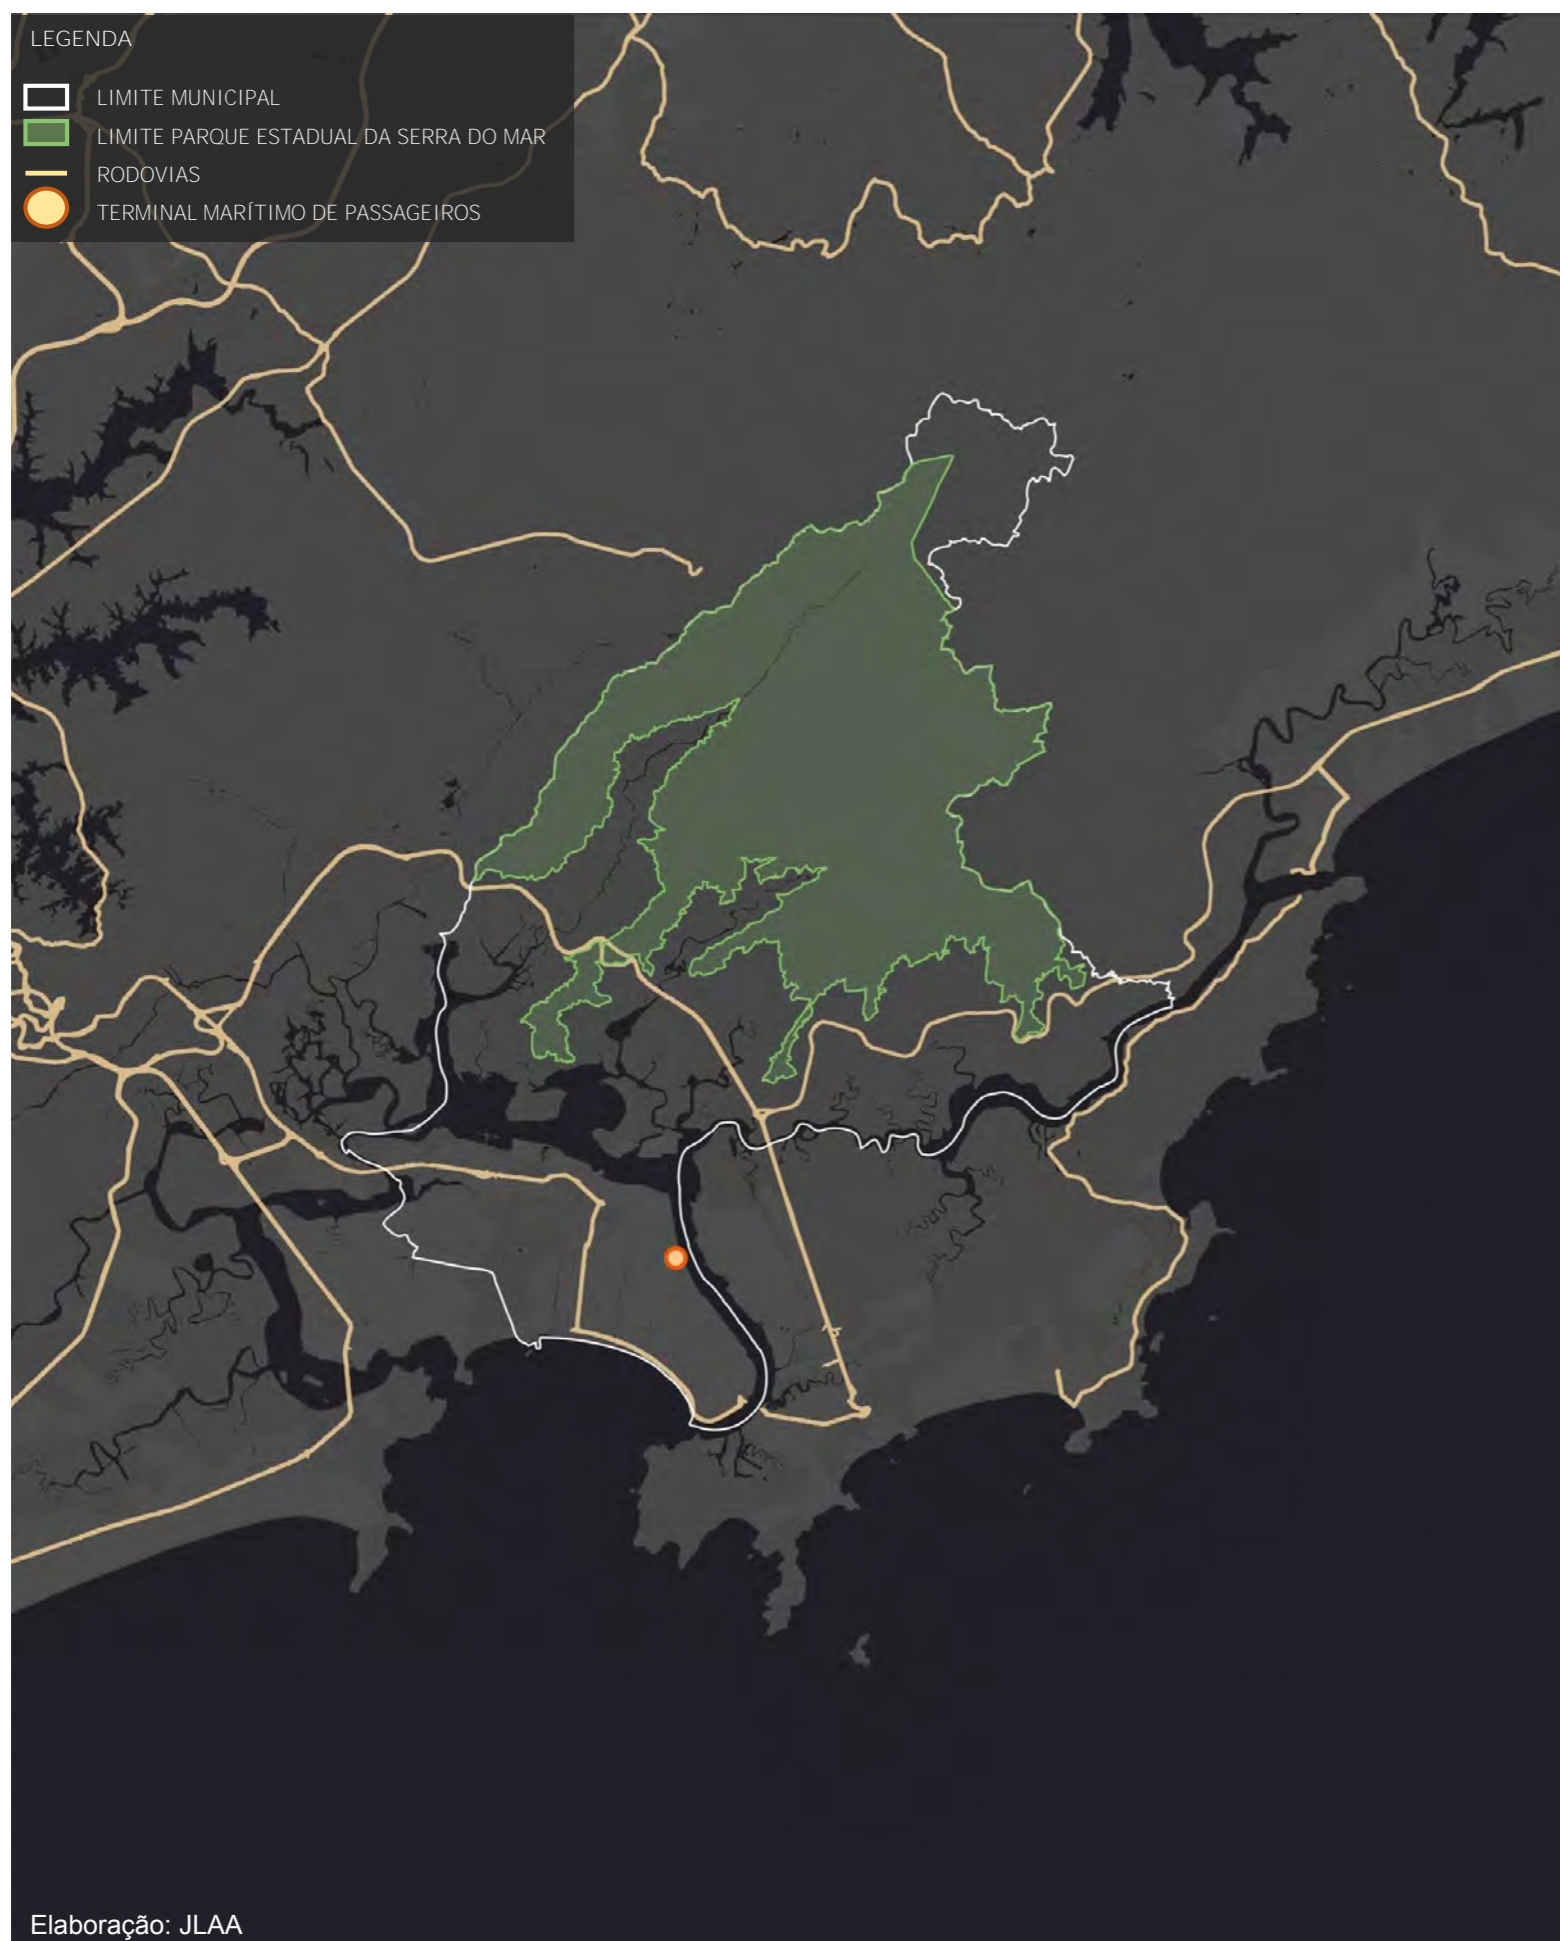 LEGENDA
LIMITE MUNICIPAL
LIMITE PARQUE ESTADUAL DA SERRA DO MAR
RODOVIAS
TERMINAL MARÍTIMO DE PASSAGEIROS
Elaboração: JLAA